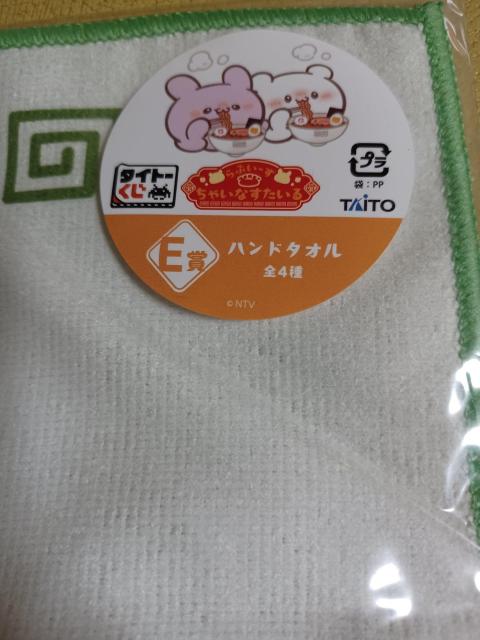 タイトー
くじ
らぶいーず
ちゃいなすたいる
プラ
袋：PP
TAITO
E賞
ハンドタオル
全4種
©NTV